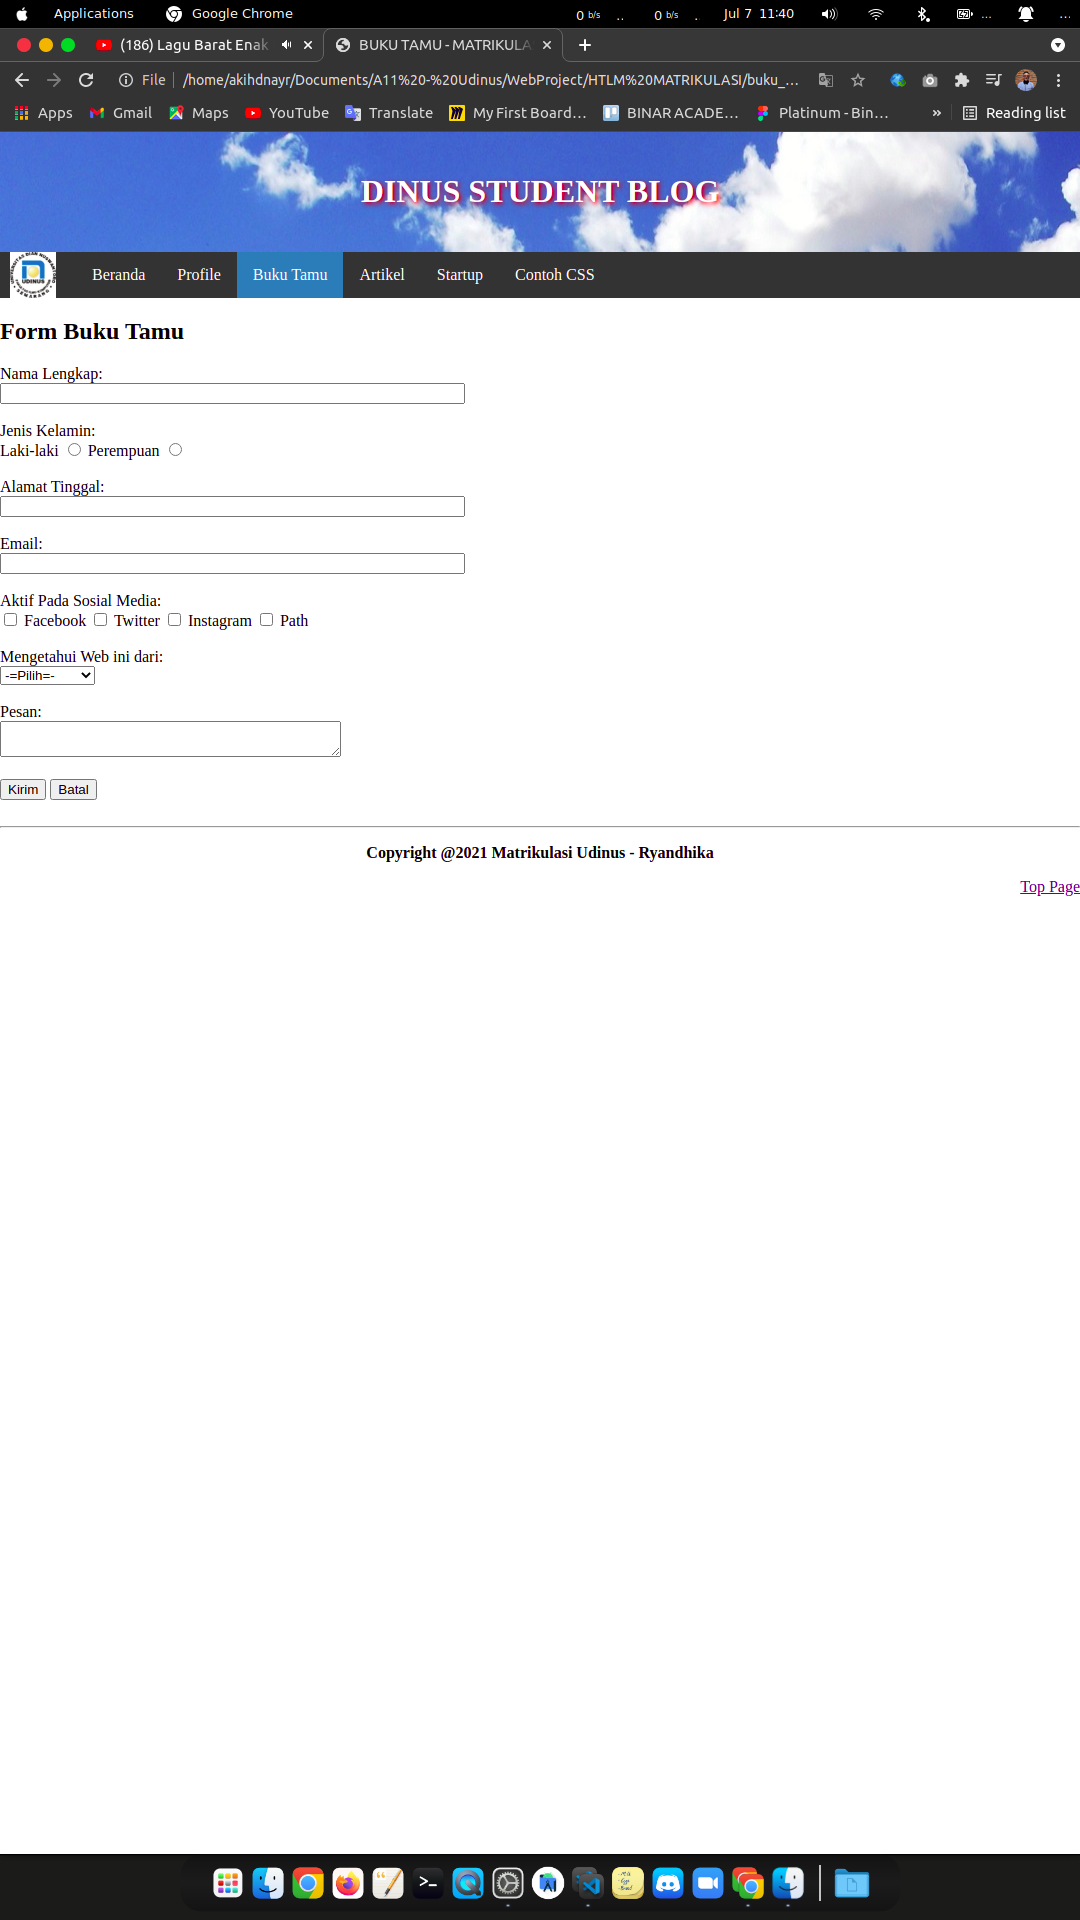 Applications Google Chrome 0 b/s .. 0 b/s . Jul 7 11:40 ... ...
(186) Lagu Barat Enak BUKU TAMU - MATRIKULA
File /home/akihdnayr/Documents/A11%20-%20Udinus/WebProject/HTLM%20MATRIKULASI/buku_...
Apps Gmail Maps YouTube Translate My First Board... BINAR ACADE... Platinum - Bin... » Reading list
DINUS STUDENT BLOG
UDINUS Beranda Profile Buku Tamu Artikel Startup Contoh CSS
Form Buku Tamu
Nama Lengkap:
Jenis Kelamin:
Laki-laki Perempuan
Alamat Tinggal:
Email:
Aktif Pada Sosial Media:
Facebook Twitter Instagram Path
Mengetahui Web ini dari:
-=Pilih=-
Pesan:
Kirim Batal
Copyright @2021 Matrikulasi Udinus - Ryandhika
Top Page